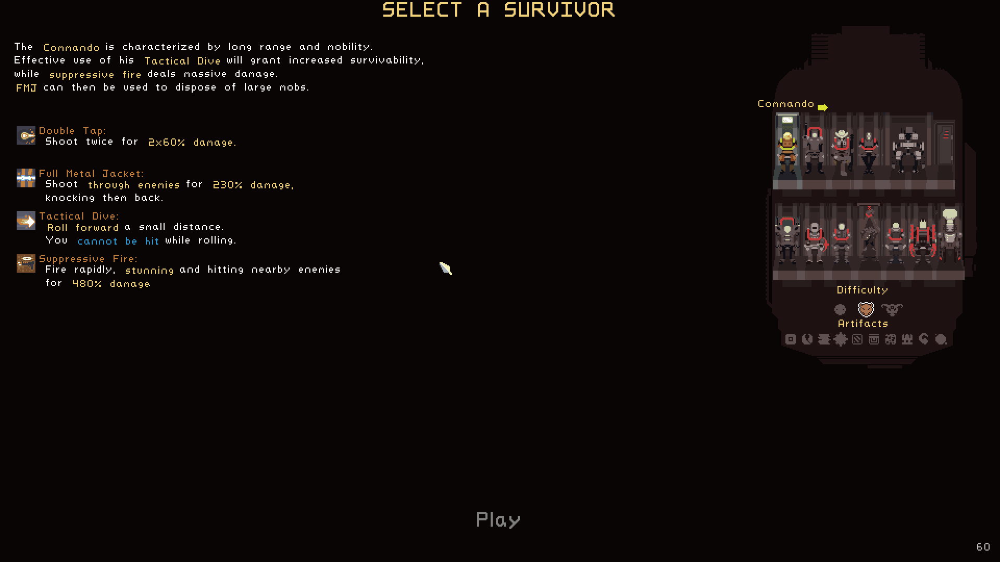 SELECT A SURVIVOR
The Commando is characterized by long range and mobility.
Effective use of his Tactical Dive will grant increased survivability,
while suppressive fire deals massive damage.
FMJ can then be used to dispose of large mobs.
Double Tap:
Shoot twice for 2x60% damage.
Full Metal Jacket:
Shoot through enemies for 230% damage,
knocking them back.
Tactical Dive:
Roll forward a small distance.
You cannot be hit while rolling.
Suppressive Fire:
Fire rapidly, stunning and hitting nearby enemies
for 480% damage
Commando
Difficulty
Artifacts
Play
60